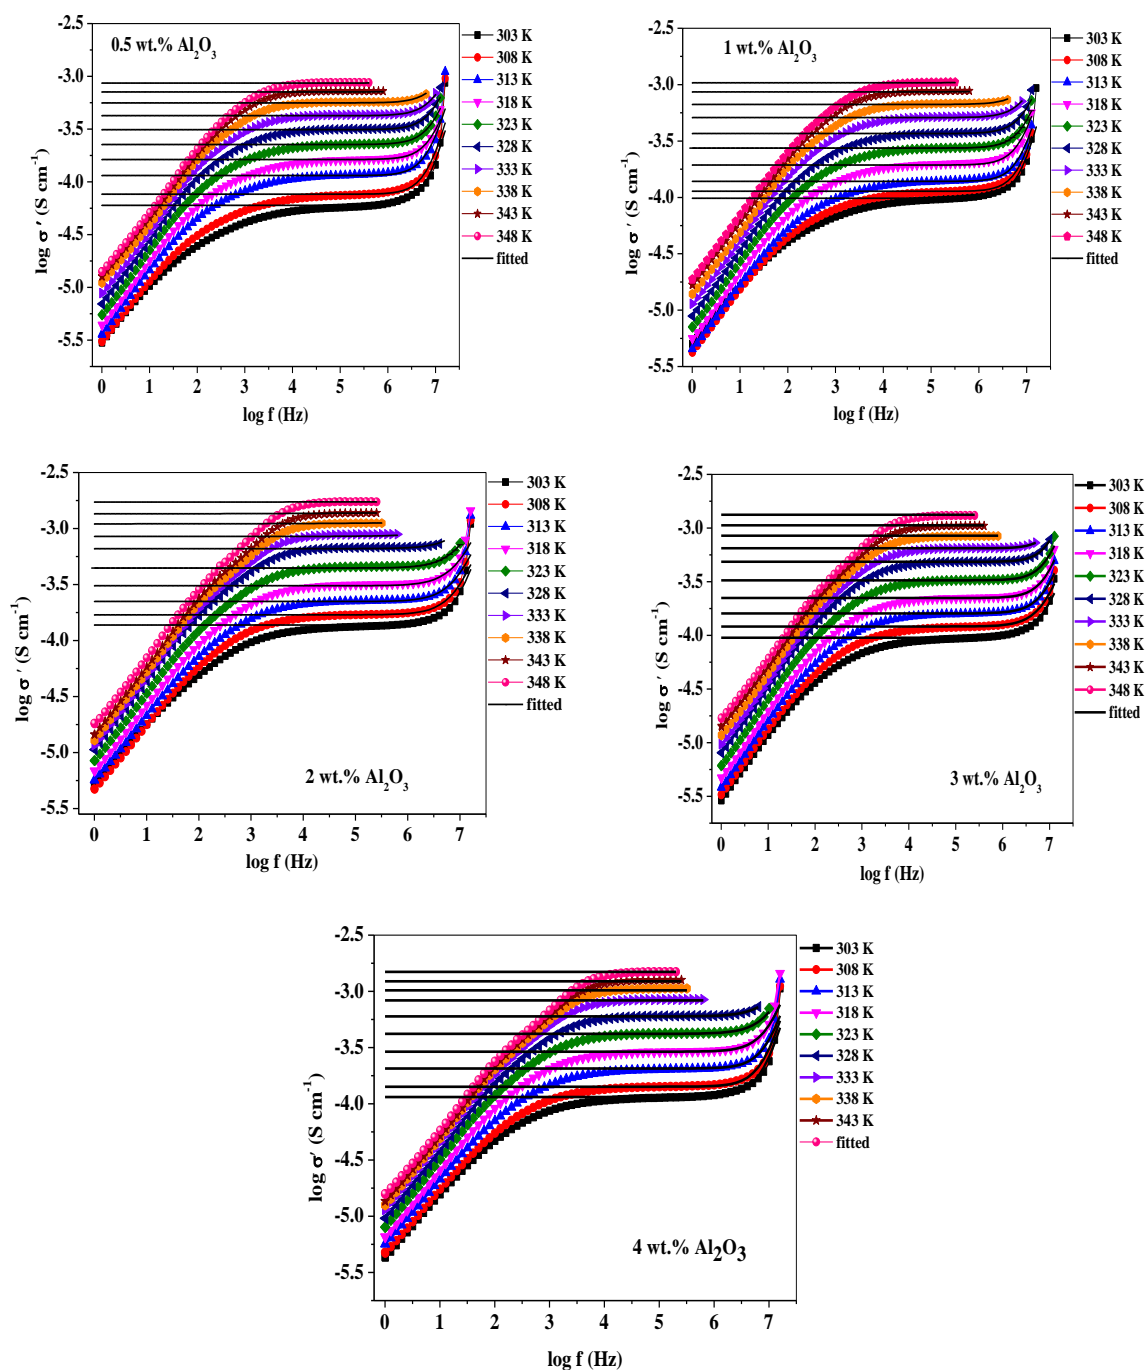 0.5 wt.% Al₂O₃
log σ′ (S cm⁻¹)
-2.5
-3.0
-3.5
-4.0
-4.5
-5.0
-5.5
0 1 2 3 4 5 6 7
log f (Hz)
303 K
308 K
313 K
318 K
323 K
328 K
333 K
338 K
343 K
348 K
fitted
1 wt.% Al₂O₃
log σ′ (S cm⁻¹)
-2.5
-3.0
-3.5
-4.0
-4.5
-5.0
-5.5
0 1 2 3 4 5 6 7
log f (Hz)
303 K
308 K
313 K
318 K
323 K
328 K
333 K
338 K
343 K
348 K
fitted
2 wt.% Al₂O₃
log σ′ (S cm⁻¹)
-2.5
-3.0
-3.5
-4.0
-4.5
-5.0
-5.5
0 1 2 3 4 5 6 7
log f (Hz)
303 K
308 K
313 K
318 K
323 K
328 K
333 K
338 K
343 K
348 K
fitted
3 wt.% Al₂O₃
log σ′ (S cm⁻¹)
-2.5
-3.0
-3.5
-4.0
-4.5
-5.0
-5.5
0 1 2 3 4 5 6 7
log f (Hz)
303 K
308 K
313 K
318 K
323 K
328 K
333 K
338 K
343 K
348 K
fitted
4 wt.% Al₂O₃
log σ′ (S cm⁻¹)
-2.5
-3.0
-3.5
-4.0
-4.5
-5.0
-5.5
0 1 2 3 4 5 6 7
log f (Hz)
303 K
308 K
313 K
318 K
323 K
328 K
333 K
338 K
343 K
fitted